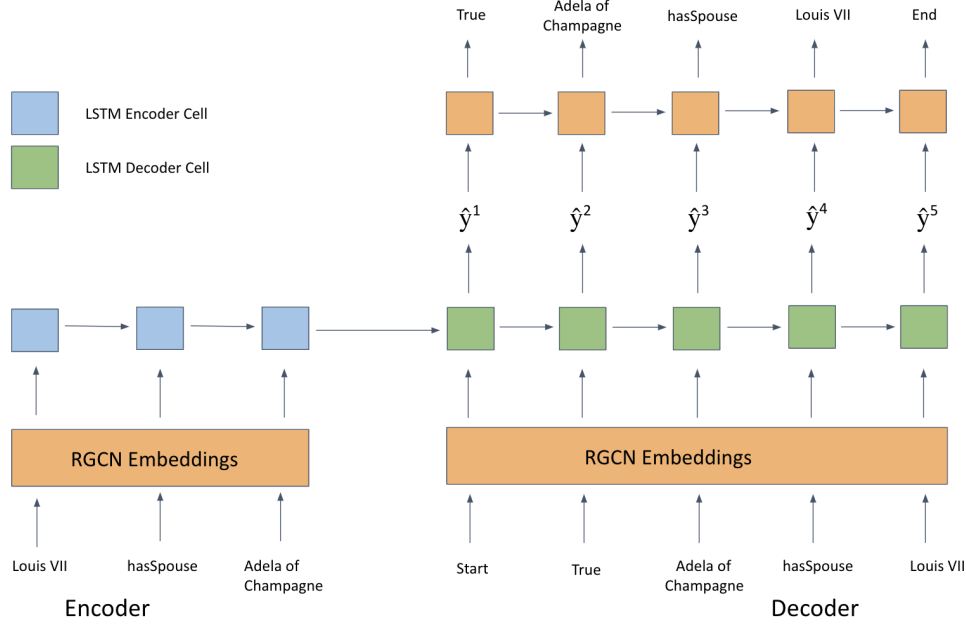 True
Adela of
Champagne
hasSpouse
Louis VII
End
LSTM Encoder Cell
LSTM Decoder Cell
ŷ1
ŷ2
ŷ3
ŷ4
ŷ5
RGCN Embeddings
RGCN Embeddings
Louis VII
hasSpouse
Adela of
Champagne
Start
True
Adela of
Champagne
hasSpouse
Louis VII
Encoder
Decoder